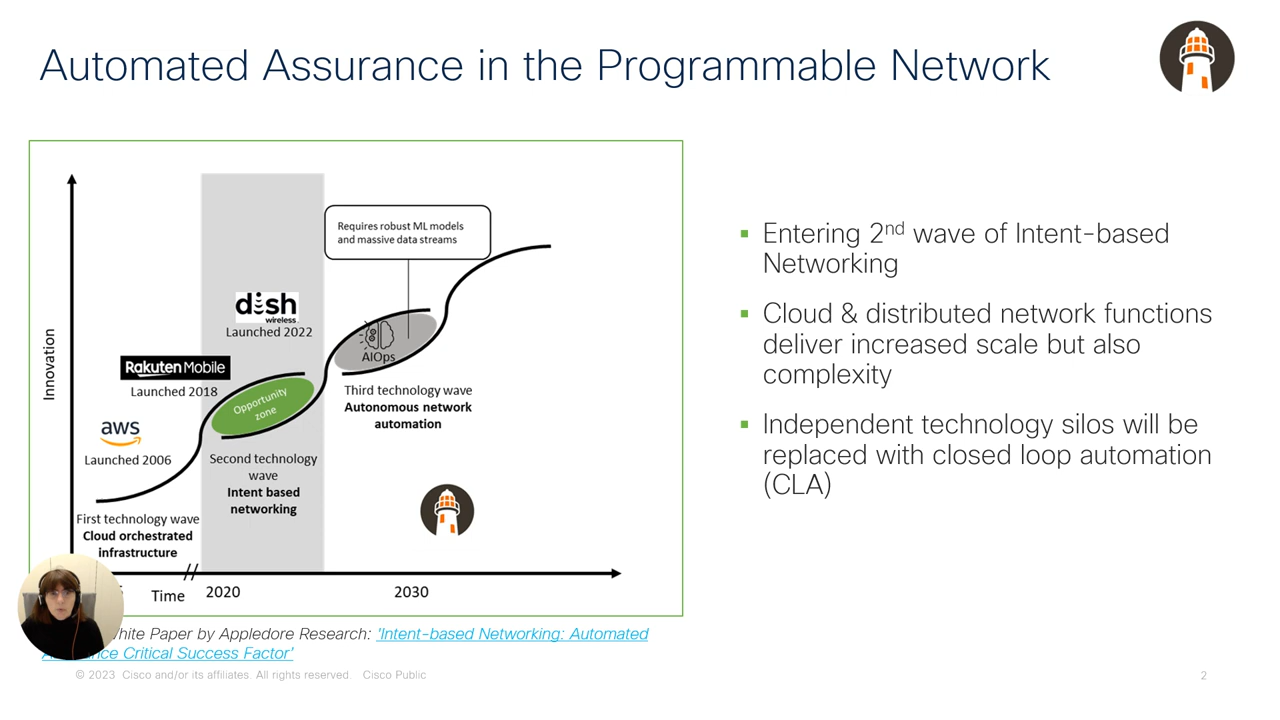 Automated Assurance in the Programmable Network
Requires robust ML models
and massive data streams
dish
wireless
Launched 2022
Rakuten Mobile
Launched 2018
aws
Launched 2006
Innovation
Opportunity
zone
AIOps
Third technology wave
Autonomous network
automation
Second technology
wave
Intent based
networking
First technology wave
Cloud orchestrated
infrastructure
Time
2020
2030
White Paper by Appledore Research: 'Intent-based Networking: Automated
Critical Success Factor'
▪ Entering 2nd wave of Intent-based
Networking
▪ Cloud & distributed network functions
deliver increased scale but also
complexity
▪ Independent technology silos will be
replaced with closed loop automation
(CLA)
© 2023 Cisco and/or its affiliates. All rights reserved. Cisco Public
2